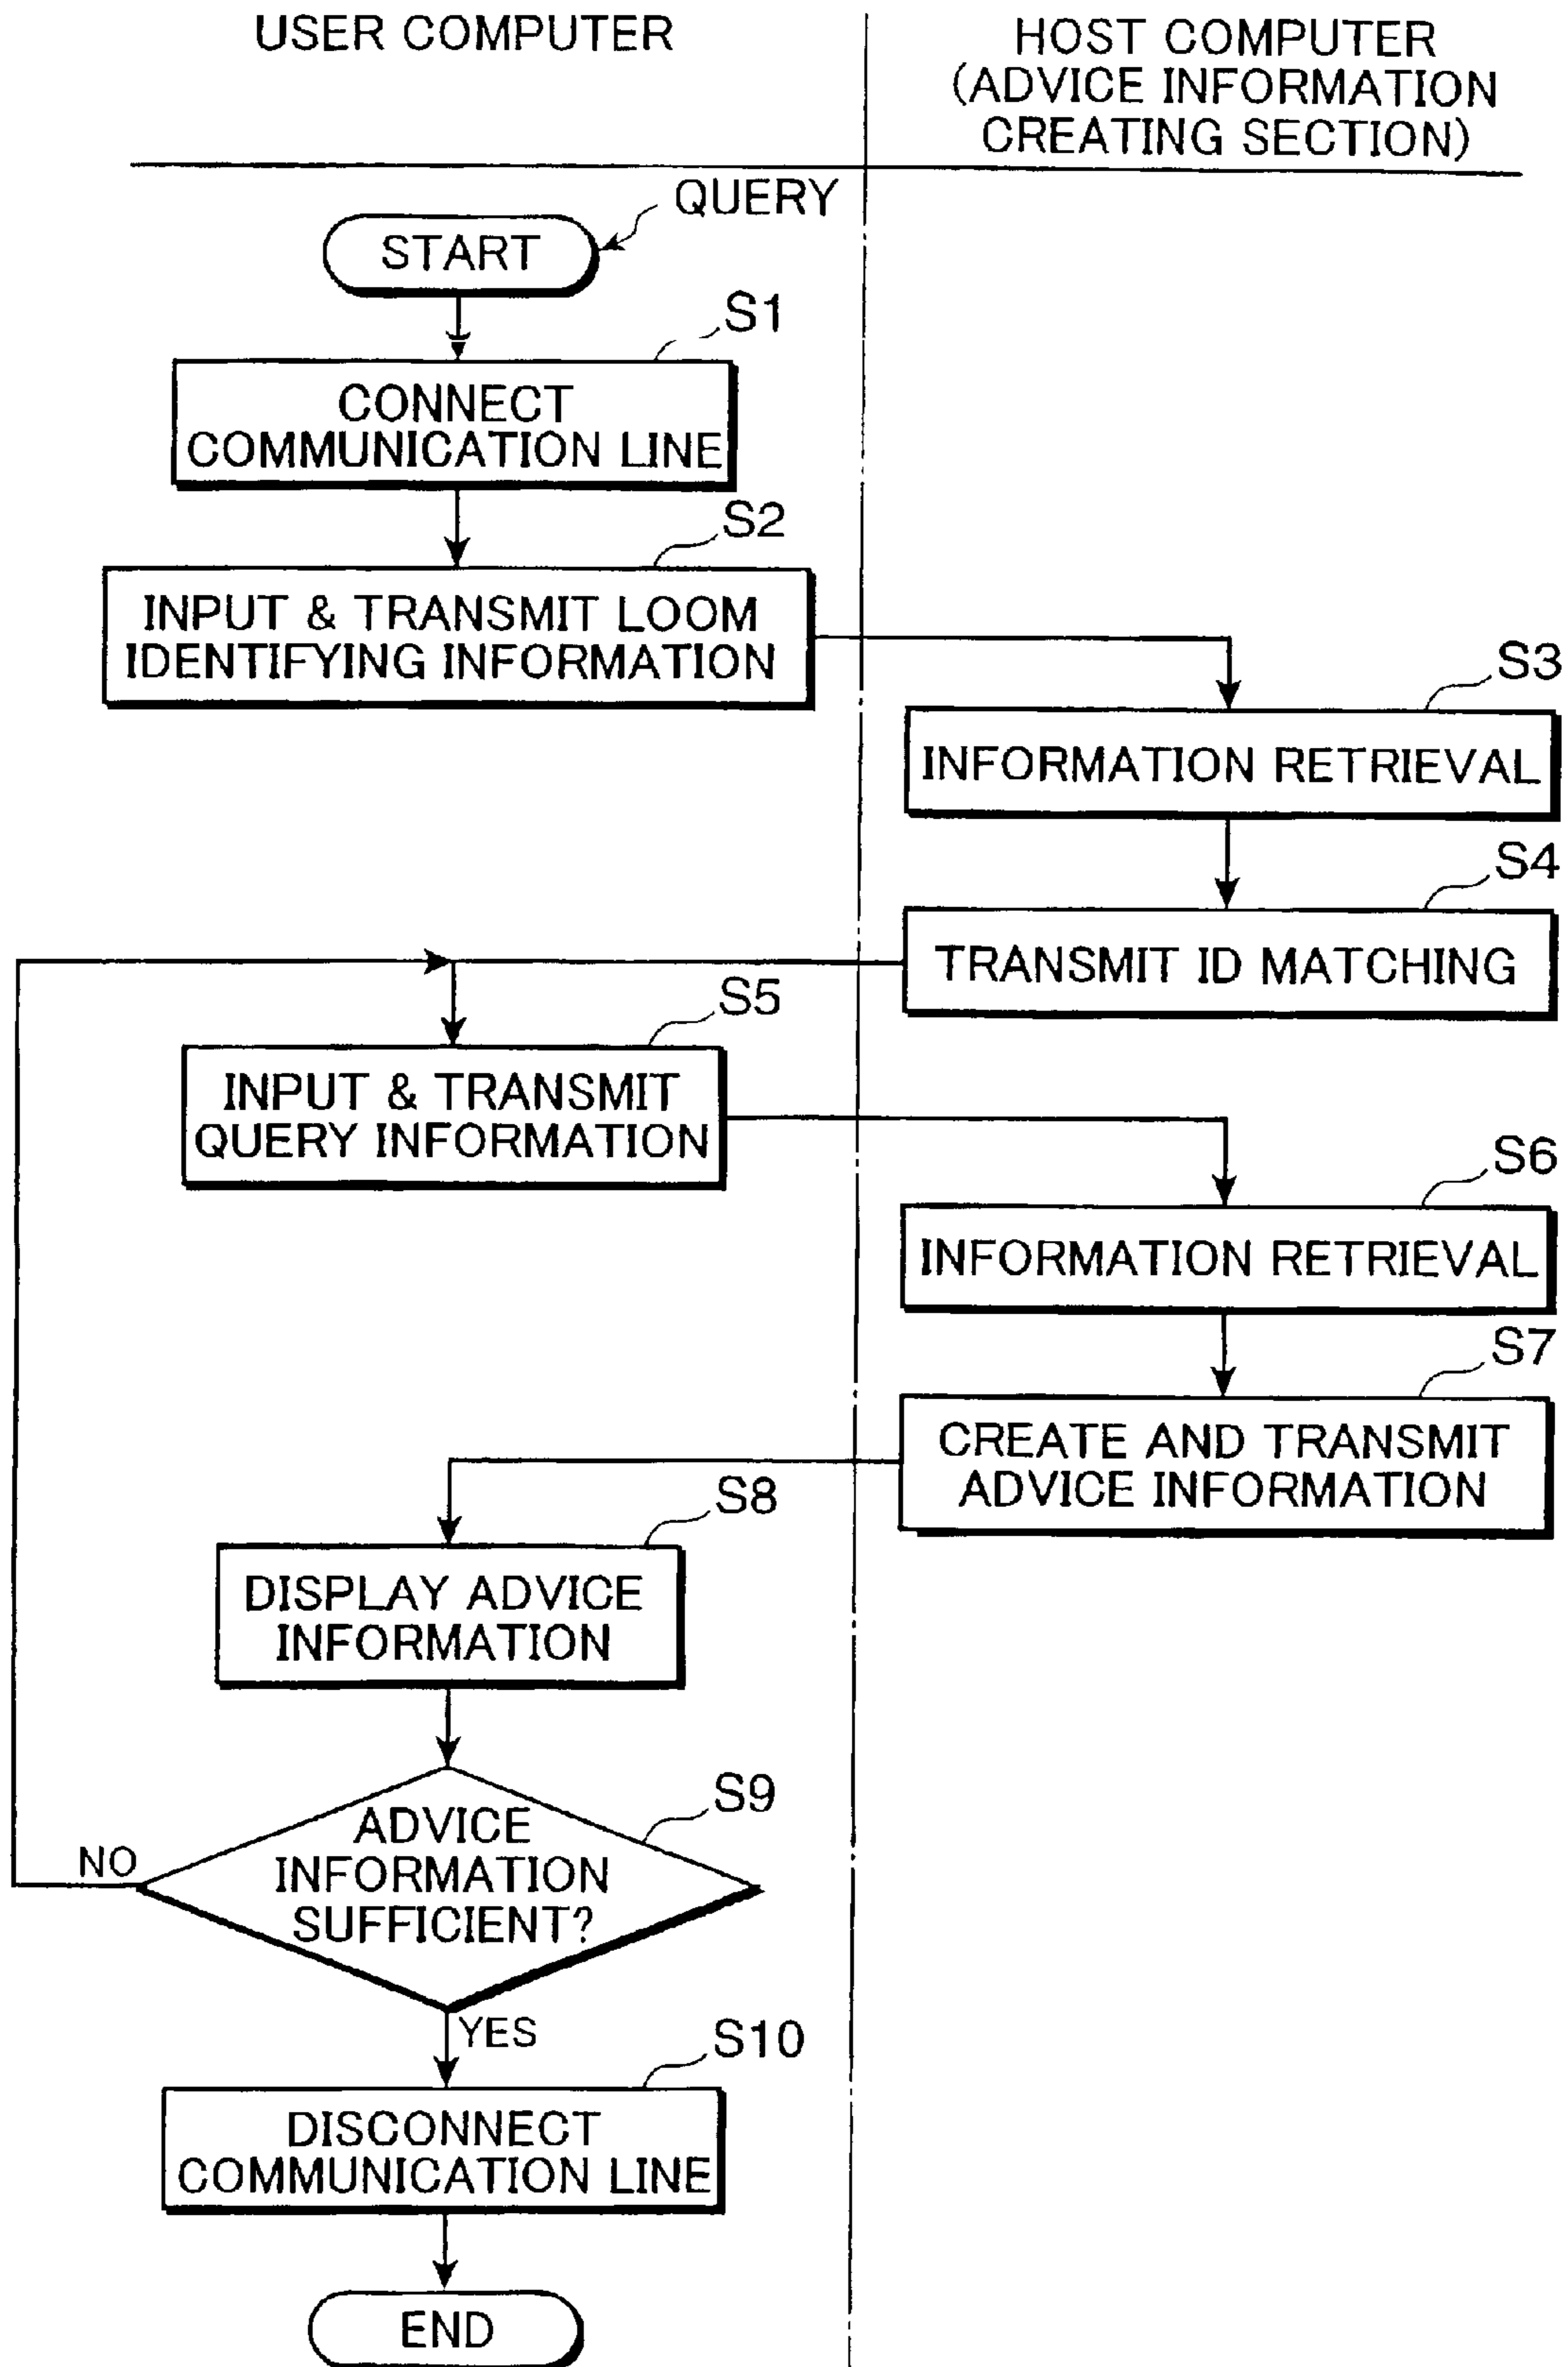 USER COMPUTER
HOST COMPUTER
(ADVICE INFORMATION
CREATING SECTION)
QUERY
START
S1
CONNECT
COMMUNICATION LINE
S2
INPUT & TRANSMIT LOOM
IDENTIFYING INFORMATION
S3
INFORMATION RETRIEVAL
S4
TRANSMIT ID MATCHING
S5
INPUT & TRANSMIT
QUERY INFORMATION
S6
INFORMATION RETRIEVAL
S7
CREATE AND TRANSMIT
ADVICE INFORMATION
S8
DISPLAY ADVICE
INFORMATION
S9
ADVICE
INFORMATION
SUFFICIENT?
NO
YES
S10
DISCONNECT
COMMUNICATION LINE
END